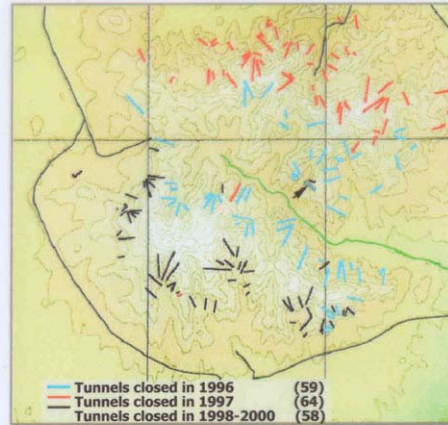 Tunnels closed in 1996 (59)
Tunnels closed in 1997 (64)
Tunnels closed in 1998-2000 (58)